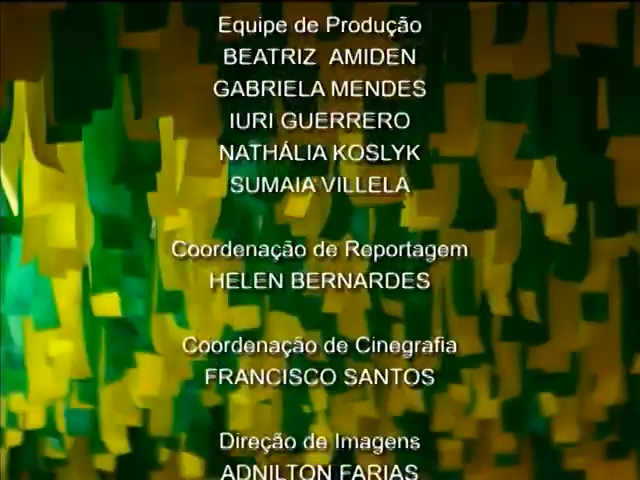 Equipe de Produção
BEATRIZ AMIDEN
GABRIELA MENDES
IURI GUERRERO
NATHÁLIA KOSLYK
SUMAIA VILLELA
Coordenação de Reportagem
HELEN BERNARDES
Coordenação de Cinegrafia
FRANCISCO SANTOS
Direção de Imagens
ADNILTON FARIAS